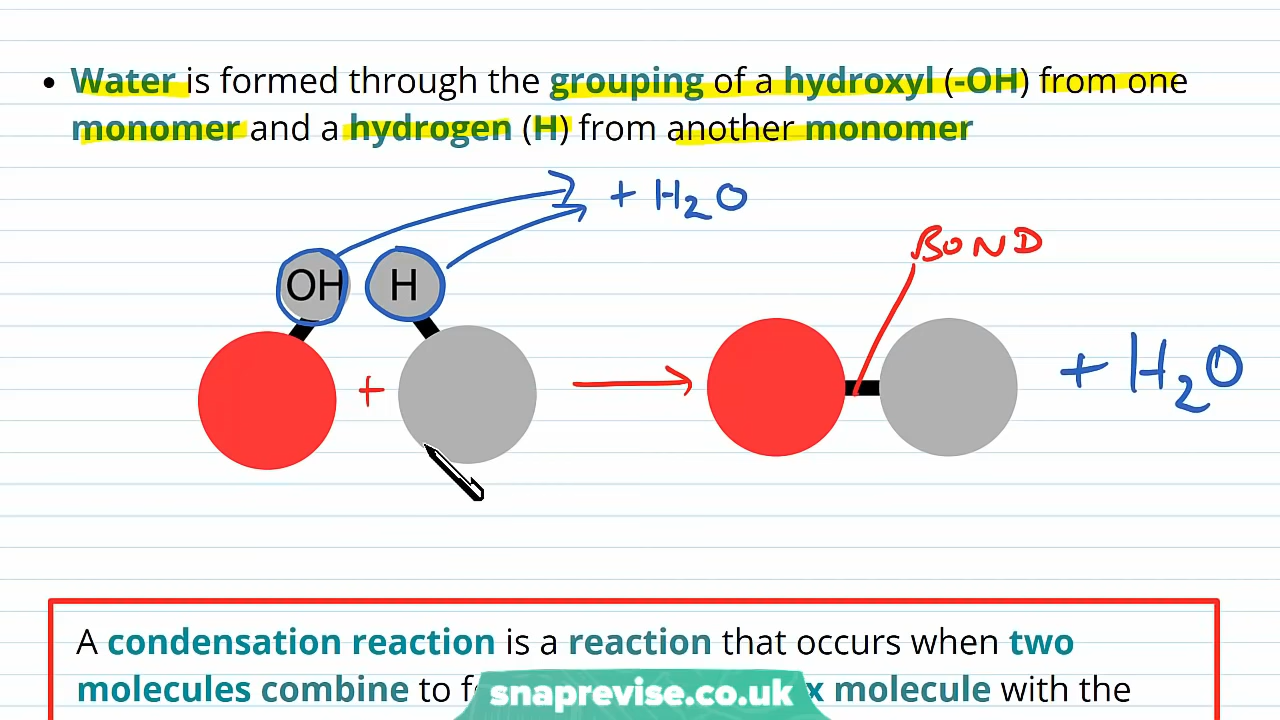 • Water is formed through the grouping of a hydroxyl (-OH) from one
monomer and a hydrogen (H) from another monomer
+ H2O
BOND
OH H
+
+ H2O
A condensation reaction is a reaction that occurs when two
molecules combine to molecule with the
snaprevise.co.uk